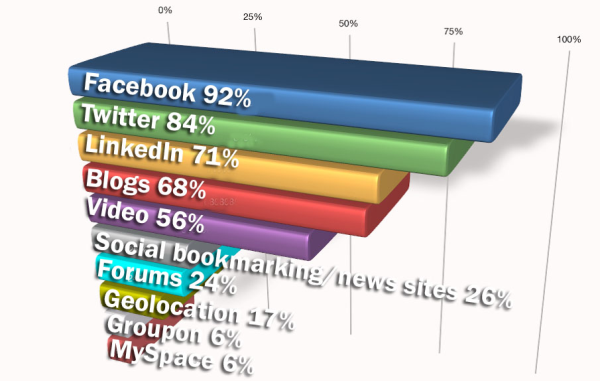 0%
25%
50%
75%
100%
Facebook 92%
Twitter 84%
LinkedIn 71%
Blogs 68%
Video 56%
Social bookmarking/news sites 26%
Forums 24%
Geolocation 17%
Groupon 6%
MySpace 6%